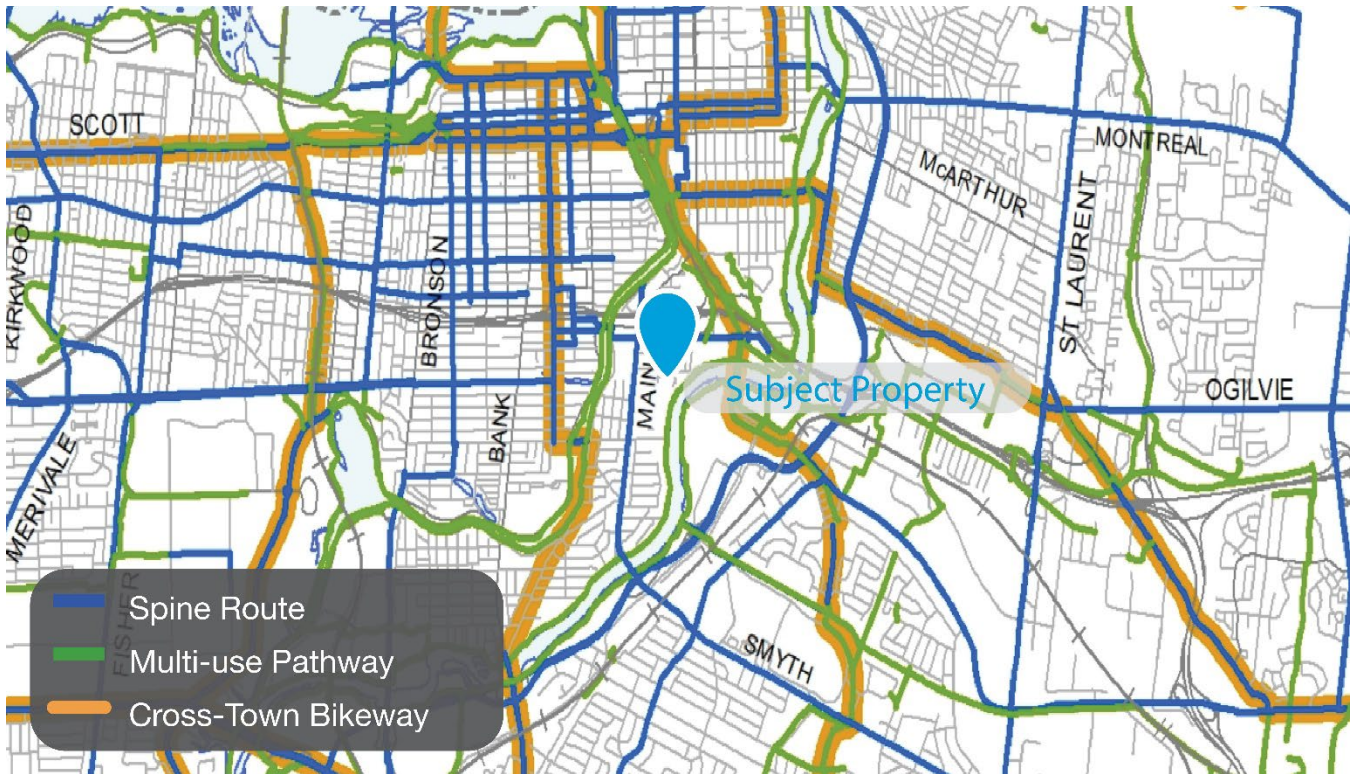 SCOTT
MONTREAL
McARTHUR
ST LAURENT
KIRKWOOD
BRONSON
MAIN
Subject Property
OGILVIE
BANK
MERIVALE
FISHER
SMYTH
Spine Route
Multi-use Pathway
Cross-Town Bikeway